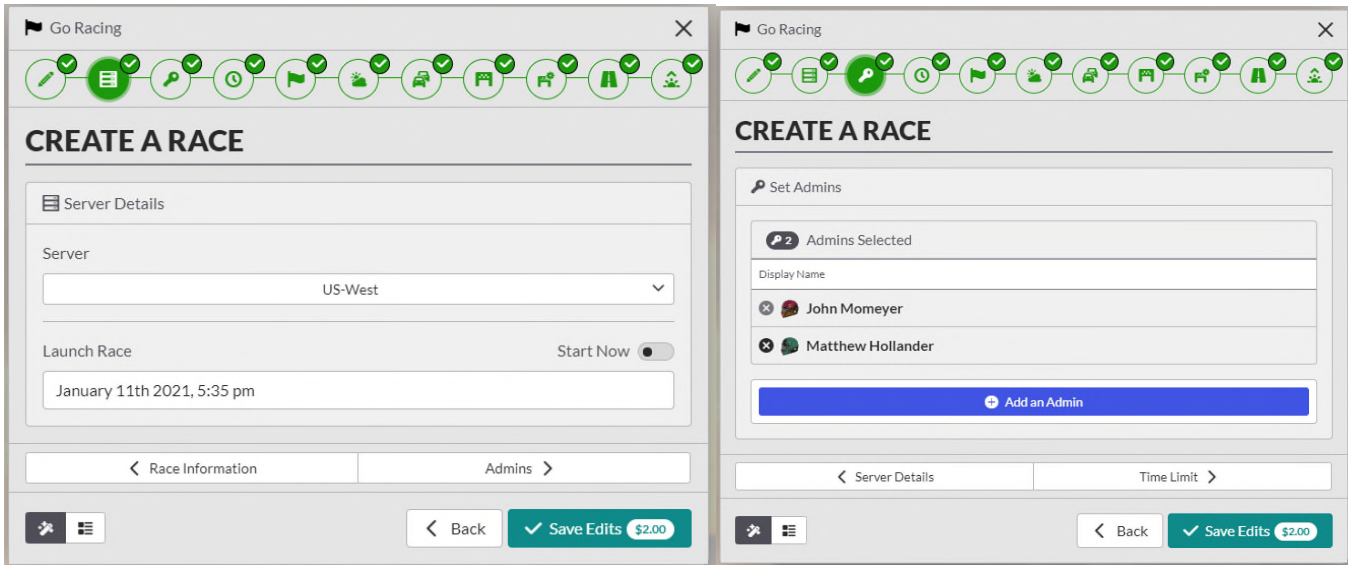 Go Racing
CREATE A RACE
Server Details
Server
US-West
Launch Race
Start Now
January 11th 2021, 5:35 pm
Race Information
Admins
Back
Save Edits $2.00
Go Racing
CREATE A RACE
Set Admins
2 Admins Selected
Display Name
John Momeyer
Matthew Hollander
Add an Admin
Server Details
Time Limit
Back
Save Edits $2.00